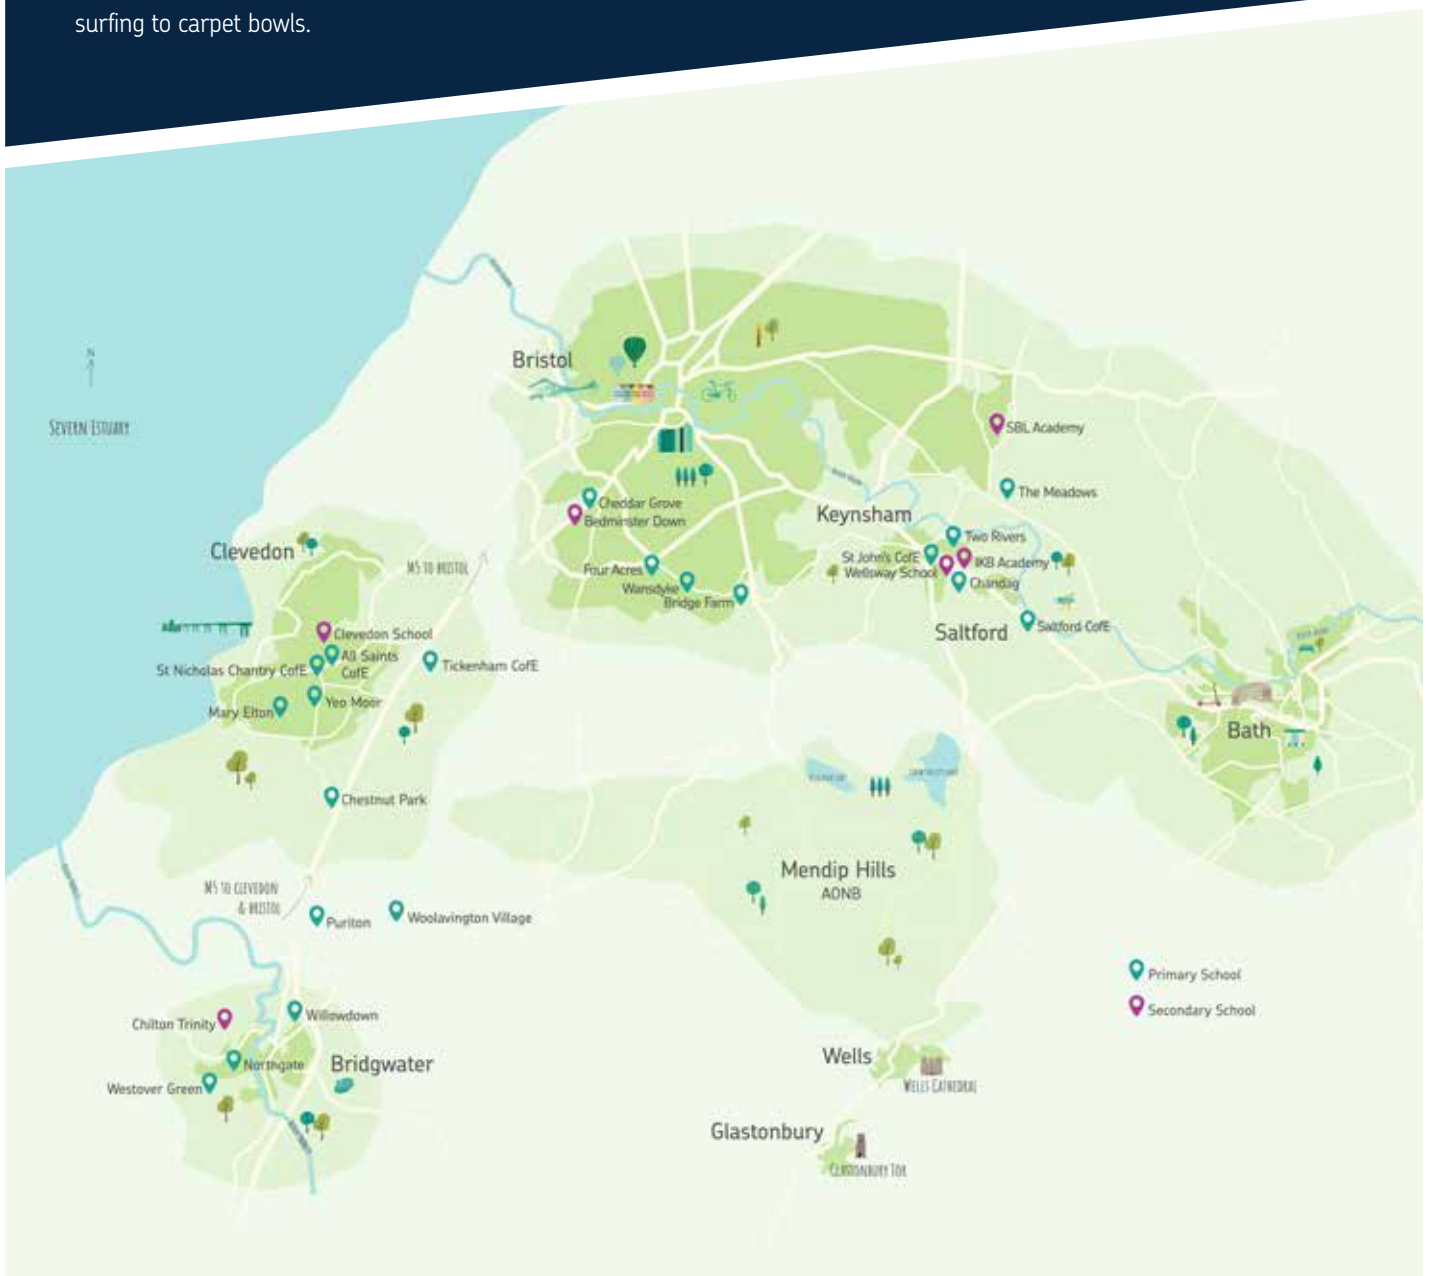 surfing to carpet bowls.
N
Severn Estuary
Bristol
SBL Academy
The Meadows
Cheddar Grove
Bedminster Down
Keynsham
Two Rivers
St John's CofE
IKB Academy
Wellsway School
Chandag
Four Acres
Wansdyke
Bridge Farm
Saltford
Saltford CofE
Clevedon
M5 to Bristol
Clevedon School
All Saints
CofE
St Nicholas Chantry CofE
Tickenham CofE
Yeo Moor
Mary Elton
Bath
Chestnut Park
Mendip Hills
AONB
M5 to Clevedon
& Bristol
Puriton
Woolavington Village
Primary School
Secondary School
Chilton Trinity
Willowdown
Northgate
Bridgwater
Westover Green
Wells
Wells Cathedral
Glastonbury
Glastonbury Tor